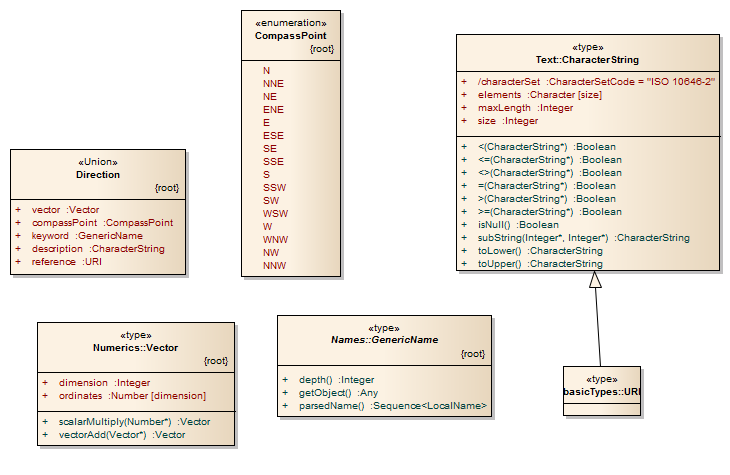 «enumeration»
CompassPoint
{root}
N
NNE
NE
ENE
E
ESE
SE
SSE
S
SSW
SW
WSW
W
WNW
NW
NNW
«type»
Text::CharacterString
+ /characterSet :CharacterSetCode = "ISO 10646-2"
+ elements :Character [size]
+ maxLength :Integer
+ size :Integer
+ <(CharacterString*) :Boolean
+ <=(CharacterString*) :Boolean
+ <>(CharacterString*) :Boolean
+ =(CharacterString*) :Boolean
+ >(CharacterString*) :Boolean
+ >=(CharacterString*) :Boolean
+ isNull() :Boolean
+ subString(Integer*, Integer*) :CharacterString
+ toLower() :CharacterString
+ toUpper() :CharacterString
«Union»
Direction
{root}
+ vector :Vector
+ compassPoint :CompassPoint
+ keyword :GenericName
+ description :CharacterString
+ reference :URI
«type»
Numerics::Vector
{root}
+ dimension :Integer
+ ordinates :Number [dimension]
+ scalarMultiply(Number*) :Vector
+ vectorAdd(Vector*) :Vector
«type»
Names::GenericName
{root}
+ depth() :Integer
+ getObject() :Any
+ parsedName() :Sequence<LocalName>
«type»
basicTypes::URI